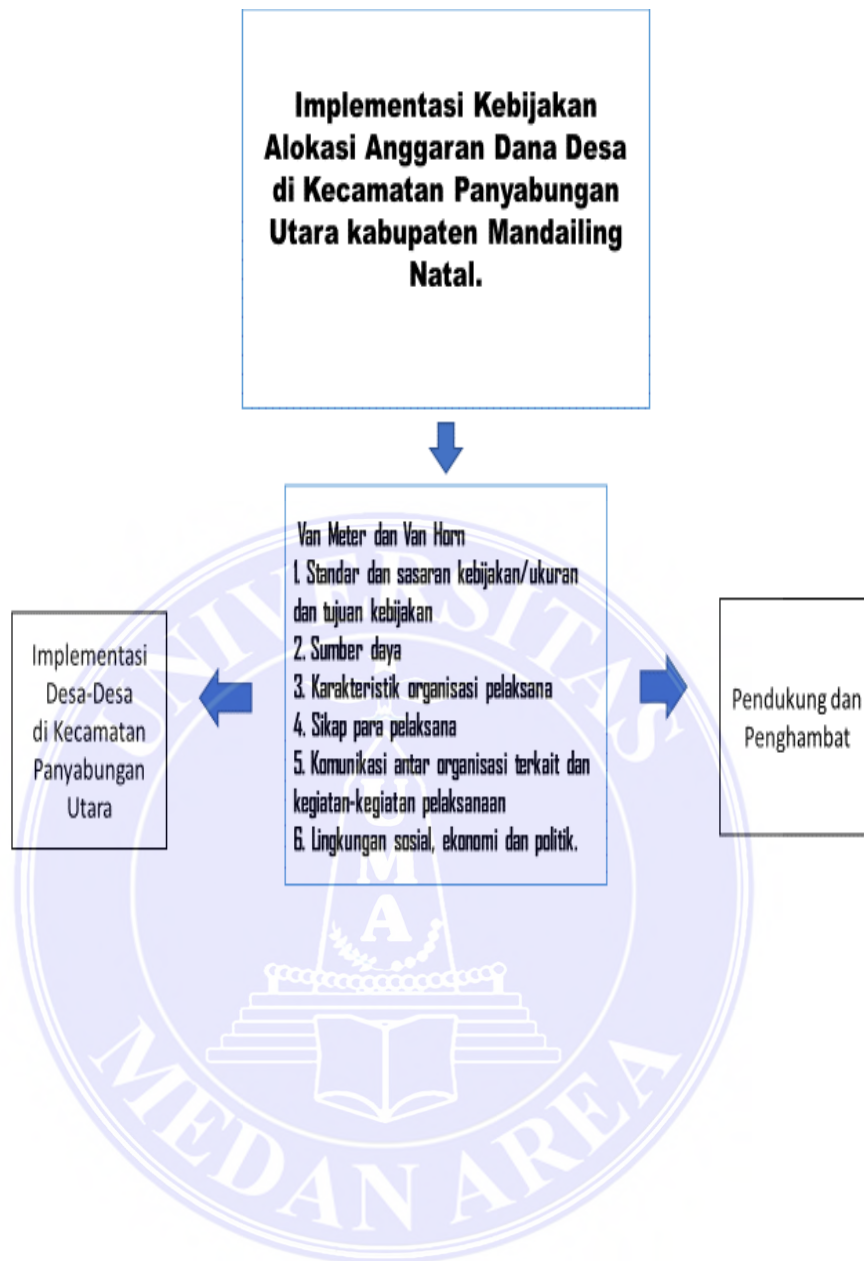 Implementasi Kebijakan
Alokasi Anggaran Dana Desa
di Kecamatan Panyabungan
Utara kabupaten Mandailing
Natal.
Van Meter dan Van Horn
1. Standar dan sasaran kebijakan/ukuran
dan tujuan kebijakan
2. Sumber daya
3. Karakteristik organisasi pelaksana
4. Sikap para pelaksana
5. Komunikasi antar organisasi terkait dan
kegiatan-kegiatan pelaksanaan
6. Lingkungan sosial, ekonomi dan politik.
Implementasi
Desa-Desa
di Kecamatan
Panyabungan
Utara
Pendukung dan
Penghambat
UNIVERSITAS
UMA
MEDAN AREA